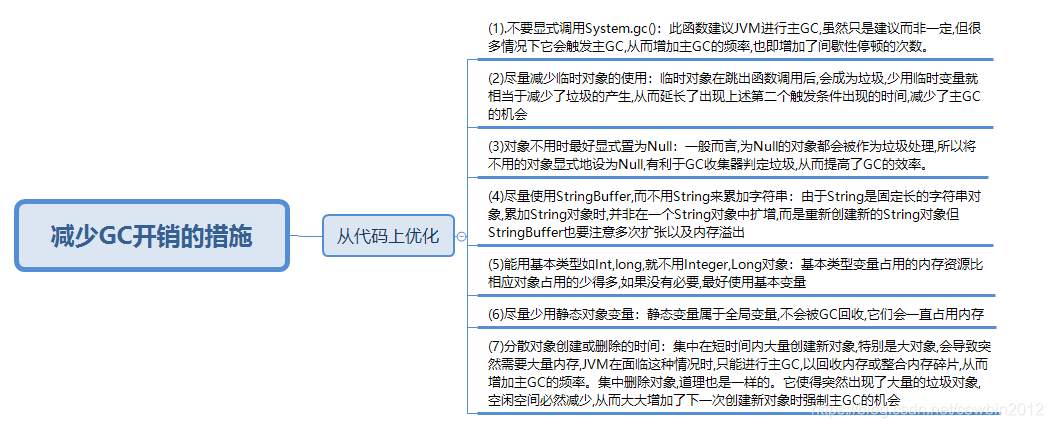 减少GC开销的措施
从代码上优化
(1).不要显式调用System.gc()：此函数建议JVM进行主GC,虽然只是建议而非一定,但很
多情况下它会触发主GC,从而增加主GC的频率,也即增加了间歇性停顿的次数。
(2)尽量减少临时对象的使用：临时对象在跳出函数调用后,会成为垃圾,少用临时变量就
相当于减少了垃圾的产生,从而延长了出现上述第二个触发条件出现的时间,减少了主GC
的机会
(3)对象不用时最好显式置为Null：一般而言,为Null的对象都会被作为垃圾处理,所以将
不用的对象显式地设为Null,有利于GC收集器判定垃圾,从而提高了GC的效率。
(4)尽量使用StringBuffer,而不用String来累加字符串：由于String是固定长的字符串对
象,累加String对象时,并非在一个String对象中扩增,而是重新创建新的String对象但
StringBuffer也要注意多次扩张以及内存溢出
(5)能用基本类型如Int,long,就不用Integer,Long对象：基本类型变量占用的内存资源比
相应对象占用的少得多,如果没有必要,最好使用基本变量
(6)尽量少用静态对象变量：静态变量属于全局变量,不会被GC回收,它们会一直占用内存
(7)分散对象创建或删除的时间：集中在短时间内大量创建新对象,特别是大对象,会导致突
然需要大量内存,JVM在面临这种情况时,只能进行主GC,以回收内存或整合内存碎片,从而
增加主GC的频率。集中删除对象,道理也是一样的。它使得突然出现了大量的垃圾对象,
空闲空间必然减少,从而大大增加了下一次创建新对象时强制主GC的机会
https://blog.csdn.net/cowbin2012